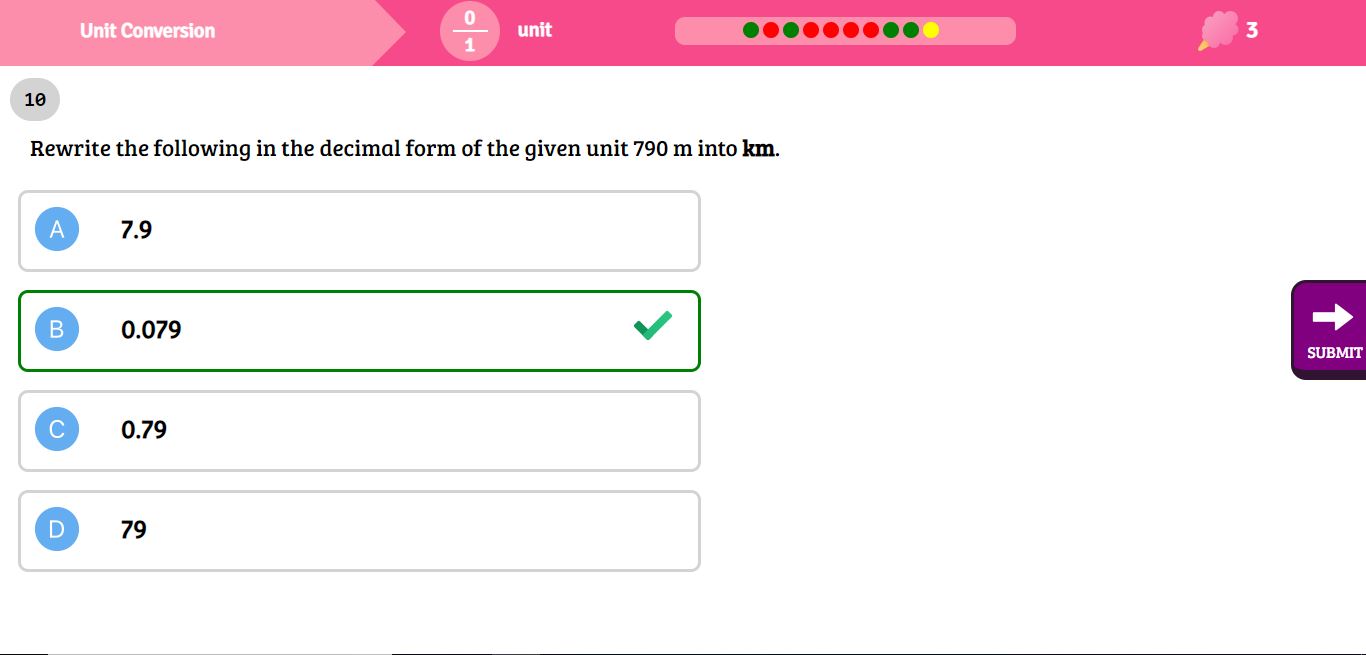 Unit Conversion
0
1
unit
3
10
Rewrite the following in the decimal form of the given unit 790 m into km.
A 7.9
B 0.079
C 0.79
D 79
SUBMIT